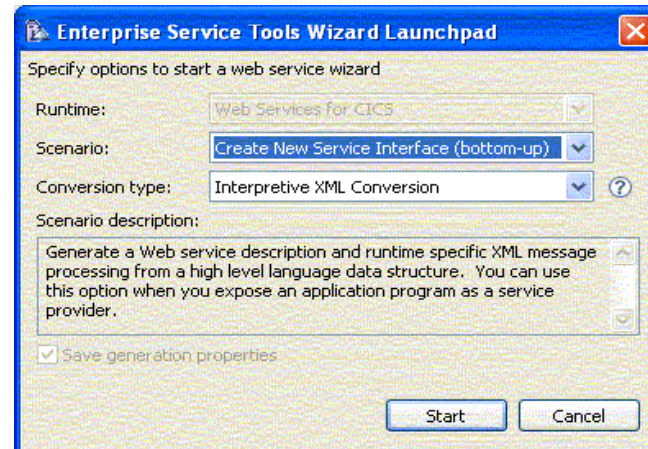 Enterprise Service Tools Wizard Launchpad
Specify options to start a web service wizard
Runtime: Web Services for CICS
Scenario: Create New Service Interface (bottom-up)
Conversion type: Interpretive XML Conversion
Scenario description:
Generate a Web service description and runtime specific XML message
processing from a high level language data structure.  You can use
this option when you expose an application program as a service
provider.
Save generation properties
Start Cancel